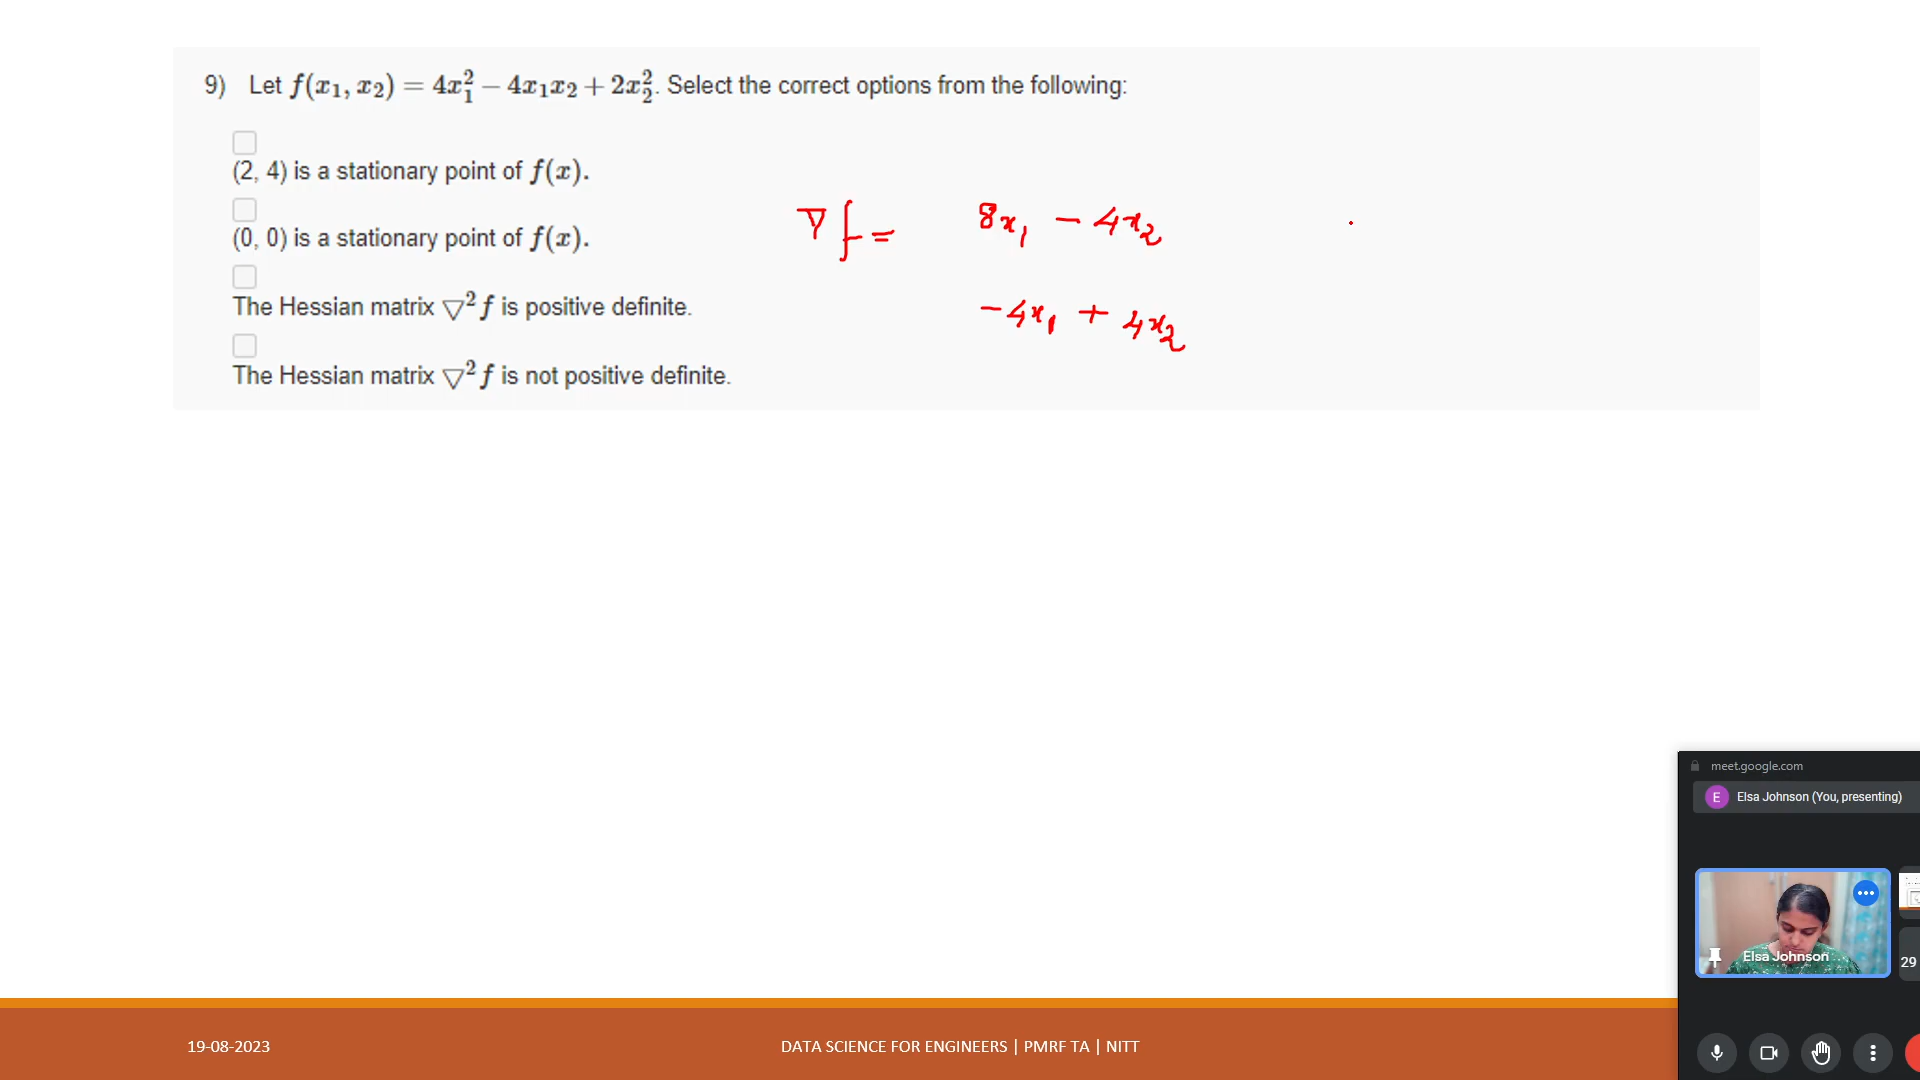 9) Let f(x₁, x₂) = 4x₁² − 4x₁x₂ + 2x₂². Select the correct options from the following:
(2, 4) is a stationary point of f(x).
(0, 0) is a stationary point of f(x).
The Hessian matrix ▽² f is positive definite.
The Hessian matrix ▽² f is not positive definite.
∇f = 8x₁ − 4x₂
−4x₁ + 4x₂
meet.google.com
E Elsa Johnson (You, presenting)
Elsa Johnson
29
19-08-2023
DATA SCIENCE FOR ENGINEERS | PMRF TA | NITT